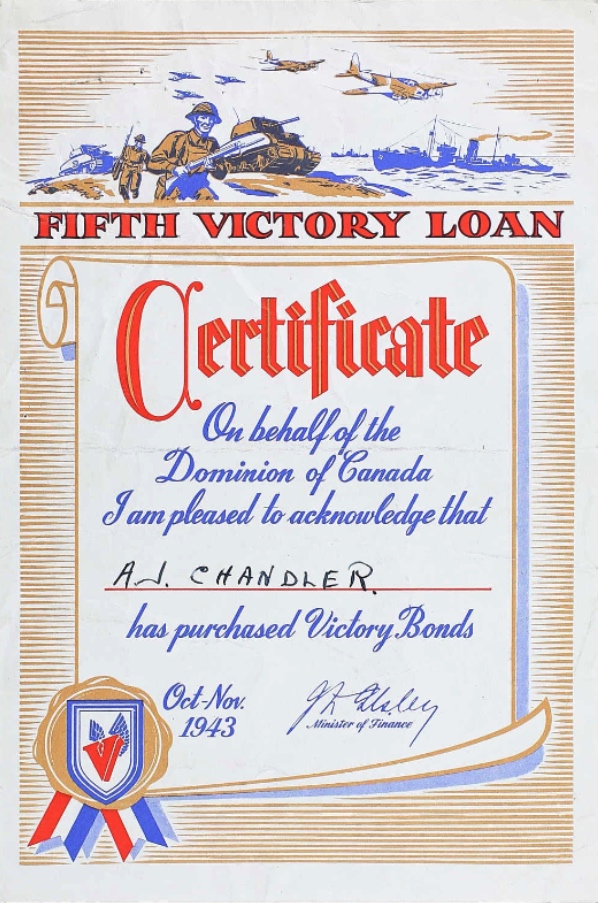 FIFTH VICTORY LOAN
Certificate
On behalf of the
Dominion of Canada
I am pleased to acknowledge that
A.J. CHANDLER.
has purchased Victory Bonds
Oct-Nov.
1943
J L Ilsley
Minister of Finance
V